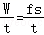 W/t = fs/t